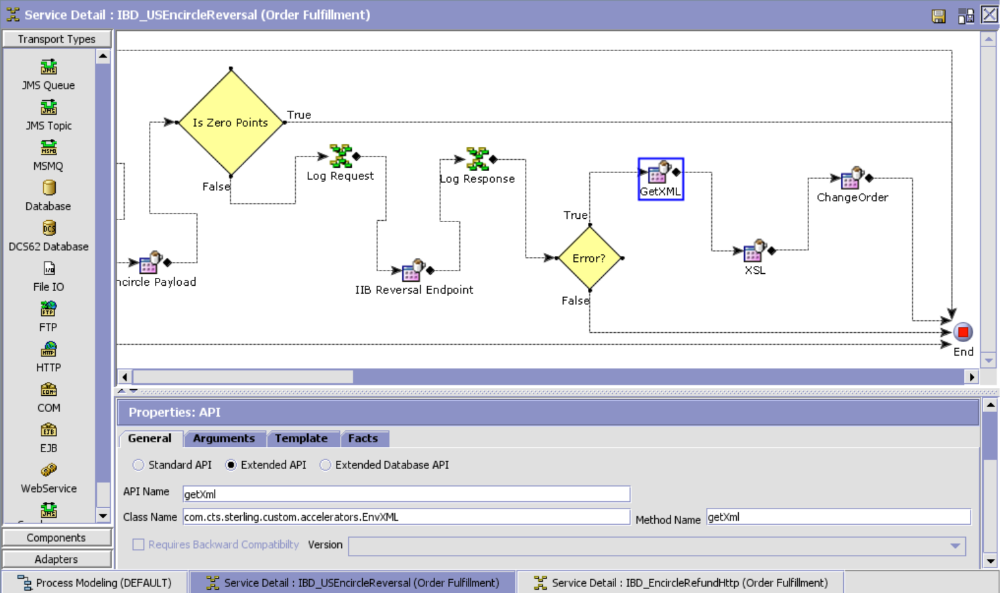 Service Detail : IBD_USEncircleReversal (Order Fulfillment)
Transport Types
JMS Queue
JMS Topic
MSMQ
Database
DCS62 Database
File IO
FTP
HTTP
COM
EJB
WebService
Components
Adapters
Is Zero Points
True
False
Log Request
Log Response
ncircle Payload
IIB Reversal Endpoint
True
Error?
False
GetXML
XSL
ChangeOrder
End
Properties: API
General Arguments Template Facts
Standard API Extended API Extended Database API
API Name getXml
Class Name com.cts.sterling.custom.accelerators.EnvXML Method Name getXml
Requires Backward Compatibilty Version
Process Modeling (DEFAULT) Service Detail : IBD_USEncircleReversal (Order Fulfillment) Service Detail : IBD_EncircleRefundHttp (Order Fulfillment)